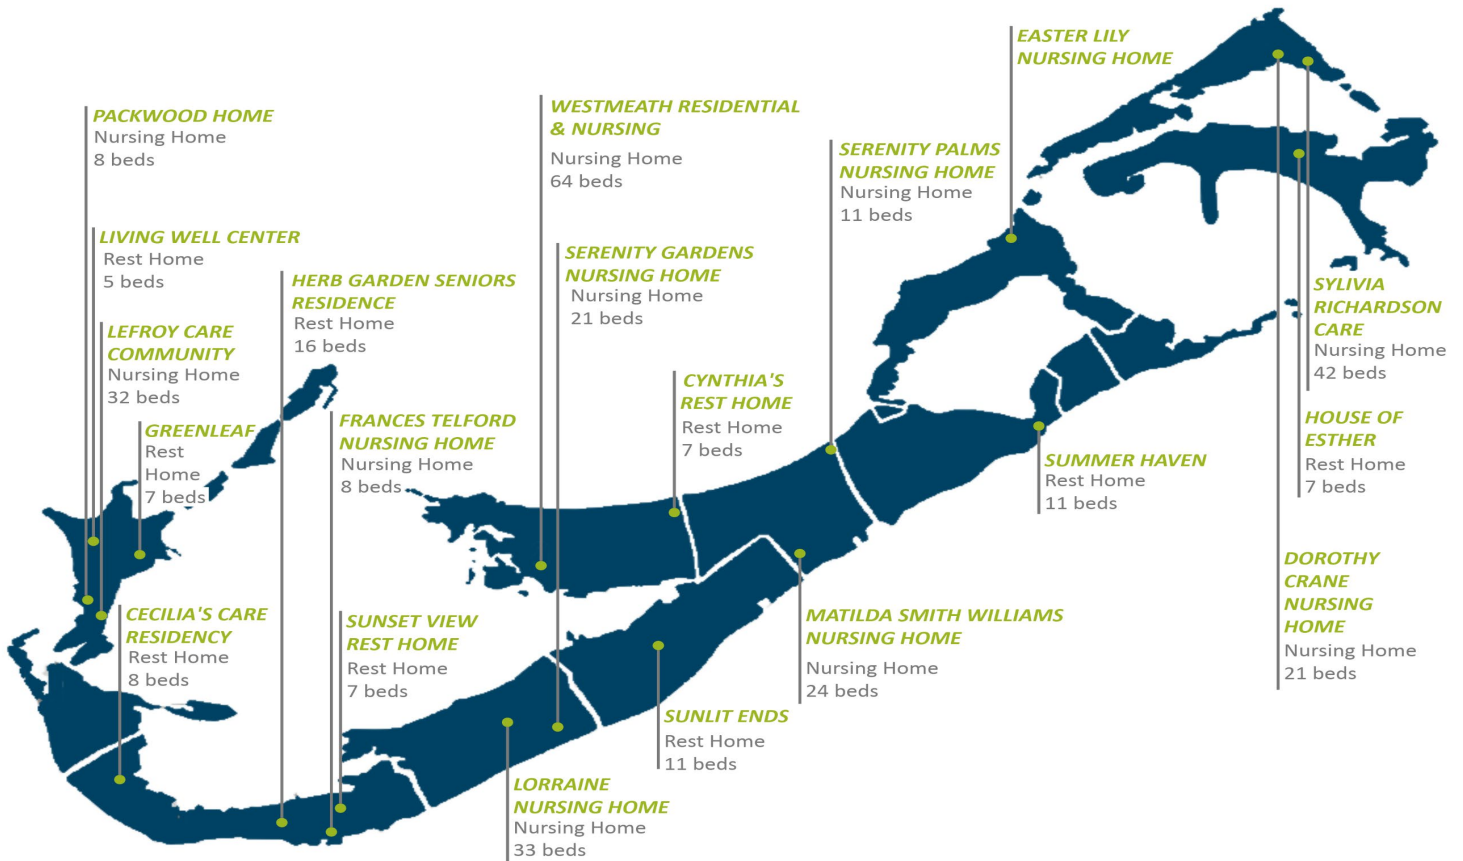 PACKWOOD HOME
Nursing Home
8 beds
LIVING WELL CENTER
Rest Home
5 beds
LEFROY CARE
COMMUNITY
Nursing Home
32 beds
GREENLEAF
Rest
Home
7 beds
HERB GARDEN SENIORS
RESIDENCE
Rest Home
16 beds
FRANCES TELFORD
NURSING HOME
Nursing Home
8 beds
CECILIA'S CARE
RESIDENCY
Rest Home
8 beds
SUNSET VIEW
REST HOME
Rest Home
7 beds
WESTMEATH RESIDENTIAL
& NURSING
Nursing Home
64 beds
SERENITY GARDENS
NURSING HOME
Nursing Home
21 beds
CYNTHIA'S
REST HOME
Rest Home
7 beds
SERENITY PALMS
NURSING HOME
Nursing Home
11 beds
EASTER LILY
NURSING HOME
SYLIVIA
RICHARDSON
CARE
Nursing Home
42 beds
HOUSE OF
ESTHER
Rest Home
7 beds
SUMMER HAVEN
Rest Home
11 beds
DOROTHY
CRANE
NURSING
HOME
Nursing Home
21 beds
MATILDA SMITH WILLIAMS
NURSING HOME
Nursing Home
24 beds
SUNLIT ENDS
Rest Home
11 beds
LORRAINE
NURSING HOME
Nursing Home
33 beds